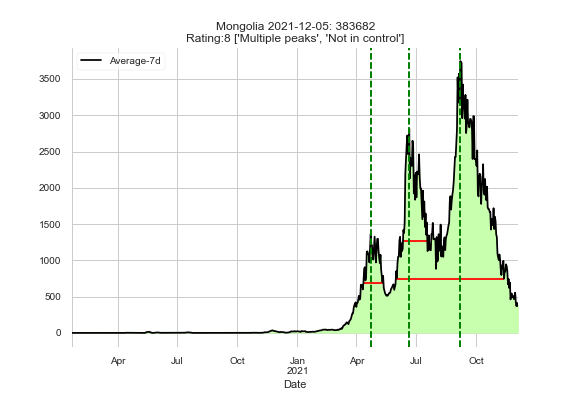 Mongolia 2021-12-05: 383682
Rating:8 ['Multiple peaks', 'Not in control']
Average-7d
3500
3000
2500
2000
1500
1000
500
0
Apr Jul Oct Jan Apr Jul Oct
2021
Date